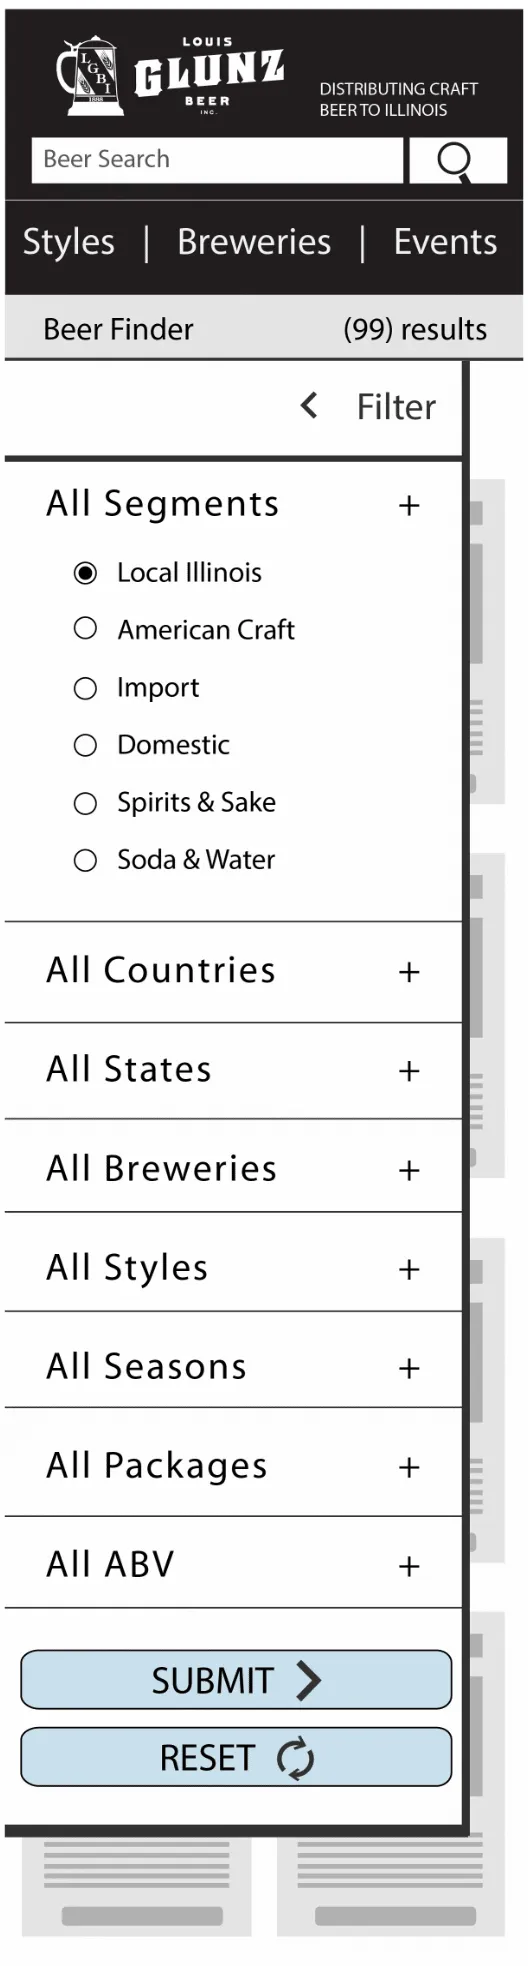 LGBI
1888
LOUIS
GLUNZ
BEER
INC.
DISTRIBUTING CRAFT
BEER TO ILLINOIS
Beer Search
Styles | Breweries | Events
Beer Finder (99) results
Filter
All Segments +
Local Illinois
American Craft
Import
Domestic
Spirits & Sake
Soda & Water
All Countries +
All States +
All Breweries +
All Styles +
All Seasons +
All Packages +
All ABV +
SUBMIT
RESET